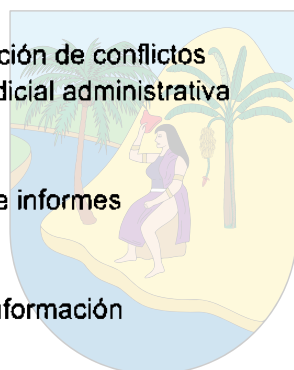 ción de conflictos
dicial administrativa
e informes
nformación